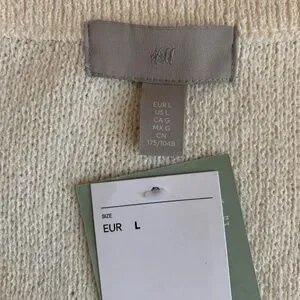 H&M
EUR L
US L
CA G
MX G
CN
175/104B
SIZE
EUR L